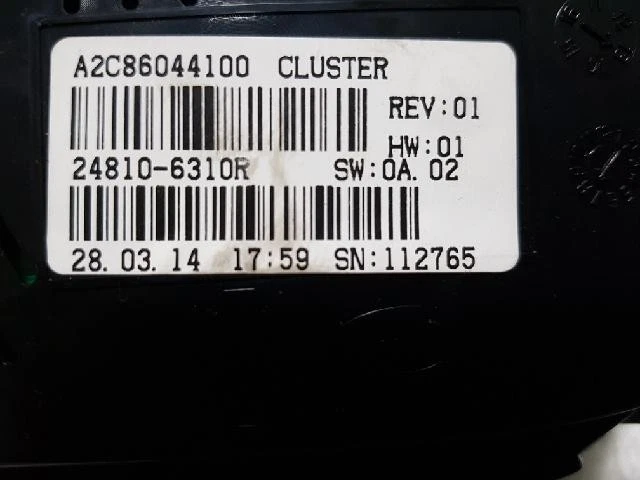 A2C86044100 CLUSTER
REV:01
HW:01
24810-6310R SW:0A.02
28.03.14 17:59 SN:112765